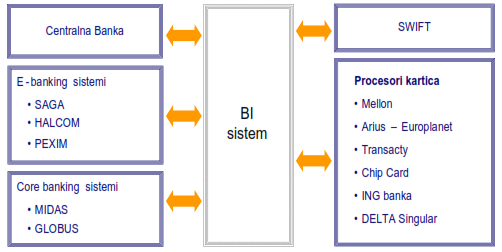 Centralna Banka
E - banking sistemi
• SAGA
• HALCOM
• PEXIM
Core banking sistemi
• MIDAS
• GLOBUS
BI
sistem
SWIFT
Procesori kartica
• Mellon
• Arius – Europlanet
• Transacty
• Chip Card
• ING banka
• DELTA Singular